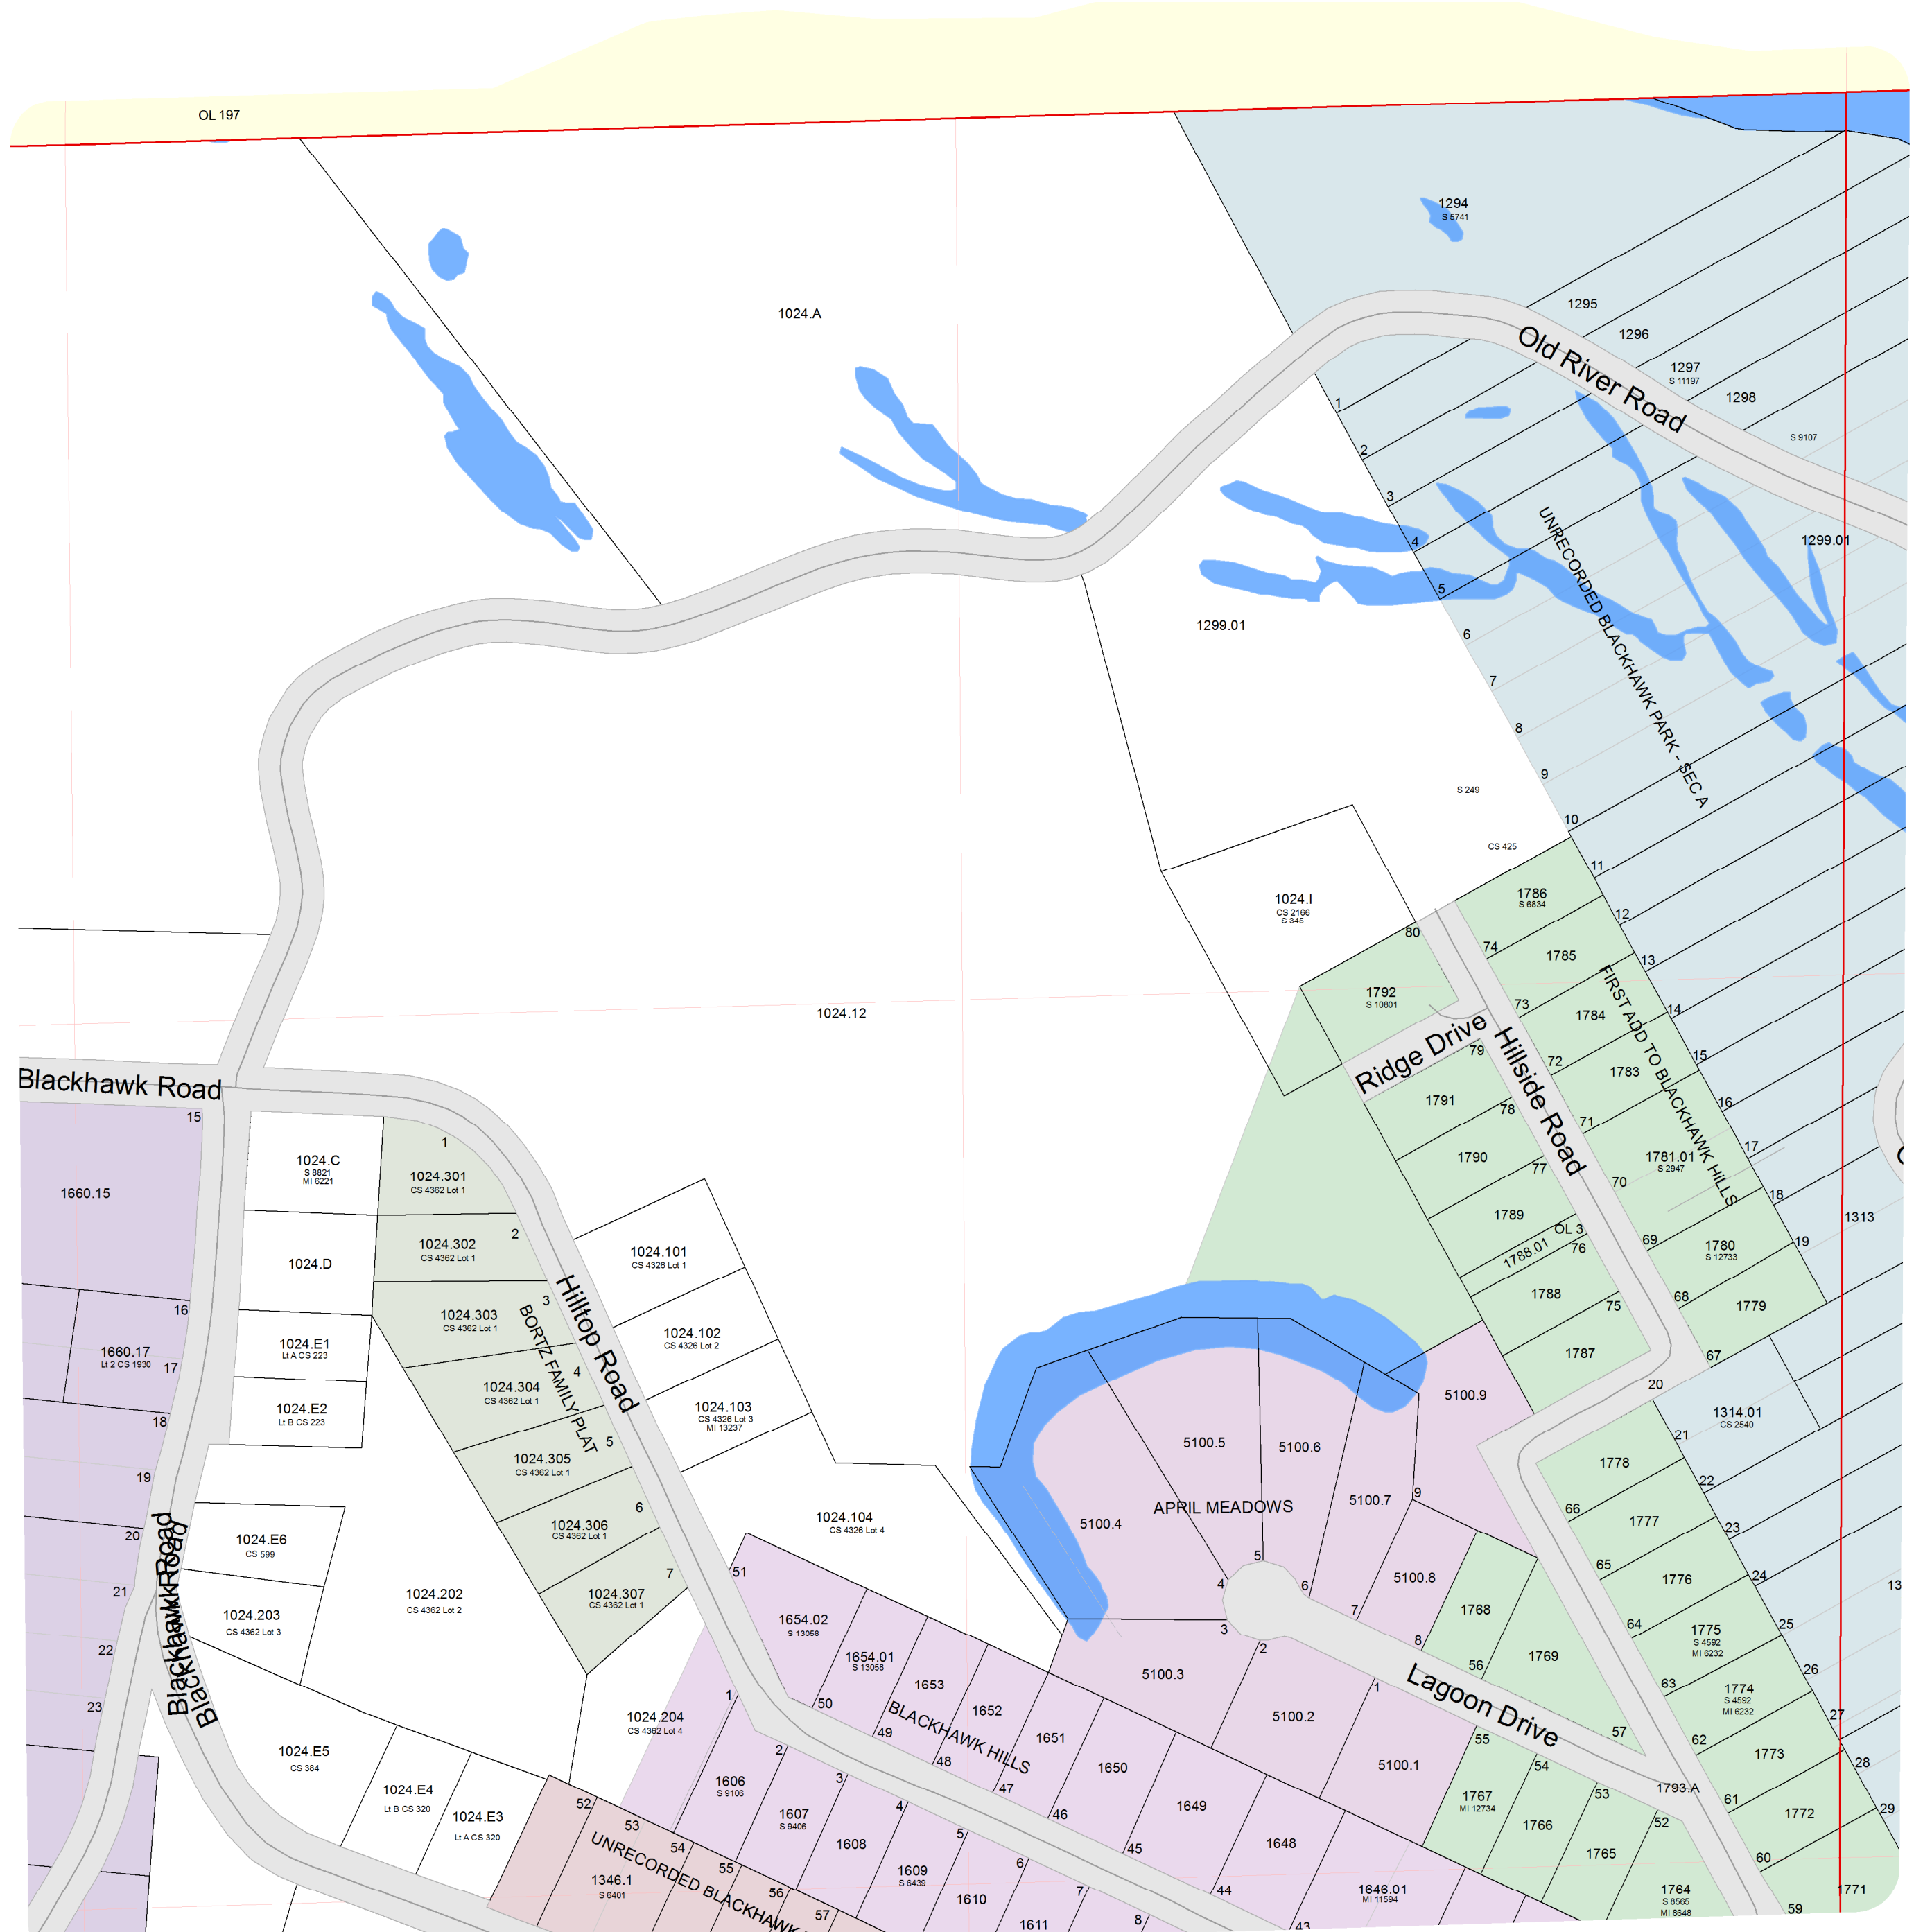 OL 197
1294
S 5741
1024.A
1295
1296
1297
S 11197
1298
S 9107
Old River Road
1
2
3
4
5
6
7
8
9
10
11
12
13
14
15
16
17
18
19
UNRECORDED BLACKHAWK PARK - SEC A
1299.01
1299.01
S 249
CS 425
1024.I
CS 2166
S 345
80
1786
S 6834
74
1785
73
1784
72
1783
71
1781.01
S 2947
70
69
1780
S 12733
68
1779
67
FIRST ADD TO BLACKHAWK HILLS
1313
1792
S 10801
Ridge Drive
Hillside Road
79
1791
78
1790
77
1789
OL 3
1788.01
76
1788
75
1787
1024.12
Blackhawk Road
15
1660.15
16
1660.17
Lt 2 CS 1930
17
18
19
20
21
22
23
1024.C
S 8821
MI 6221
1024.D
1024.E1
Lt A CS 223
1024.E2
Lt B CS 223
1
1024.301
CS 4362 Lot 1
2
1024.302
CS 4362 Lot 1
3
1024.303
CS 4362 Lot 1
4
1024.304
CS 4362 Lot 1
5
1024.305
CS 4362 Lot 1
6
1024.306
CS 4362 Lot 1
7
1024.307
CS 4362 Lot 1
BORTZ FAMILY PLAT
Hilltop Road
1024.101
CS 4326 Lot 1
1024.102
CS 4326 Lot 2
1024.103
CS 4326 Lot 3
MI 13237
1024.104
CS 4326 Lot 4
1024.E6
CS 599
1024.203
CS 4362 Lot 3
1024.202
CS 4362 Lot 2
1024.204
CS 4362 Lot 4
Blackhawk Road
Blackhawk Road
Blackhawk Road
1024.E5
CS 384
1024.E4
Lt B CS 320
1024.E3
Lt A CS 320
5100.9
5100.5
5100.6
5100.7
5100.4
APRIL MEADOWS
5100.8
5100.3
5100.2
5100.1
9
5
4
6
3
2
7
8
1
Lagoon Drive
20
1314.01
CS 2540
21
22
23
24
25
26
27
28
29
1778
66
1777
65
1776
64
1775
S 4592
MI 6232
63
1774
S 4592
MI 6232
62
1773
61
1772
60
1771
59
13
1768
1769
56
57
55
54
53
52
1793.A
1767
MI 12734
1766
1765
1764
S 8565
MI 8648
51
1654.02
S 13058
1654.01
S 13058
1653
1652
1651
1650
1649
1648
1646.01
MI 11594
50
49
48
47
46
45
44
43
BLACKHAWK HILLS
1
2
3
4
5
6
7
8
1606
S 9106
1607
S 9406
1608
1609
S 6439
1610
1611
52
53
54
55
56
57
1346.1
S 6401
UNRECORDED BLACKHAWK